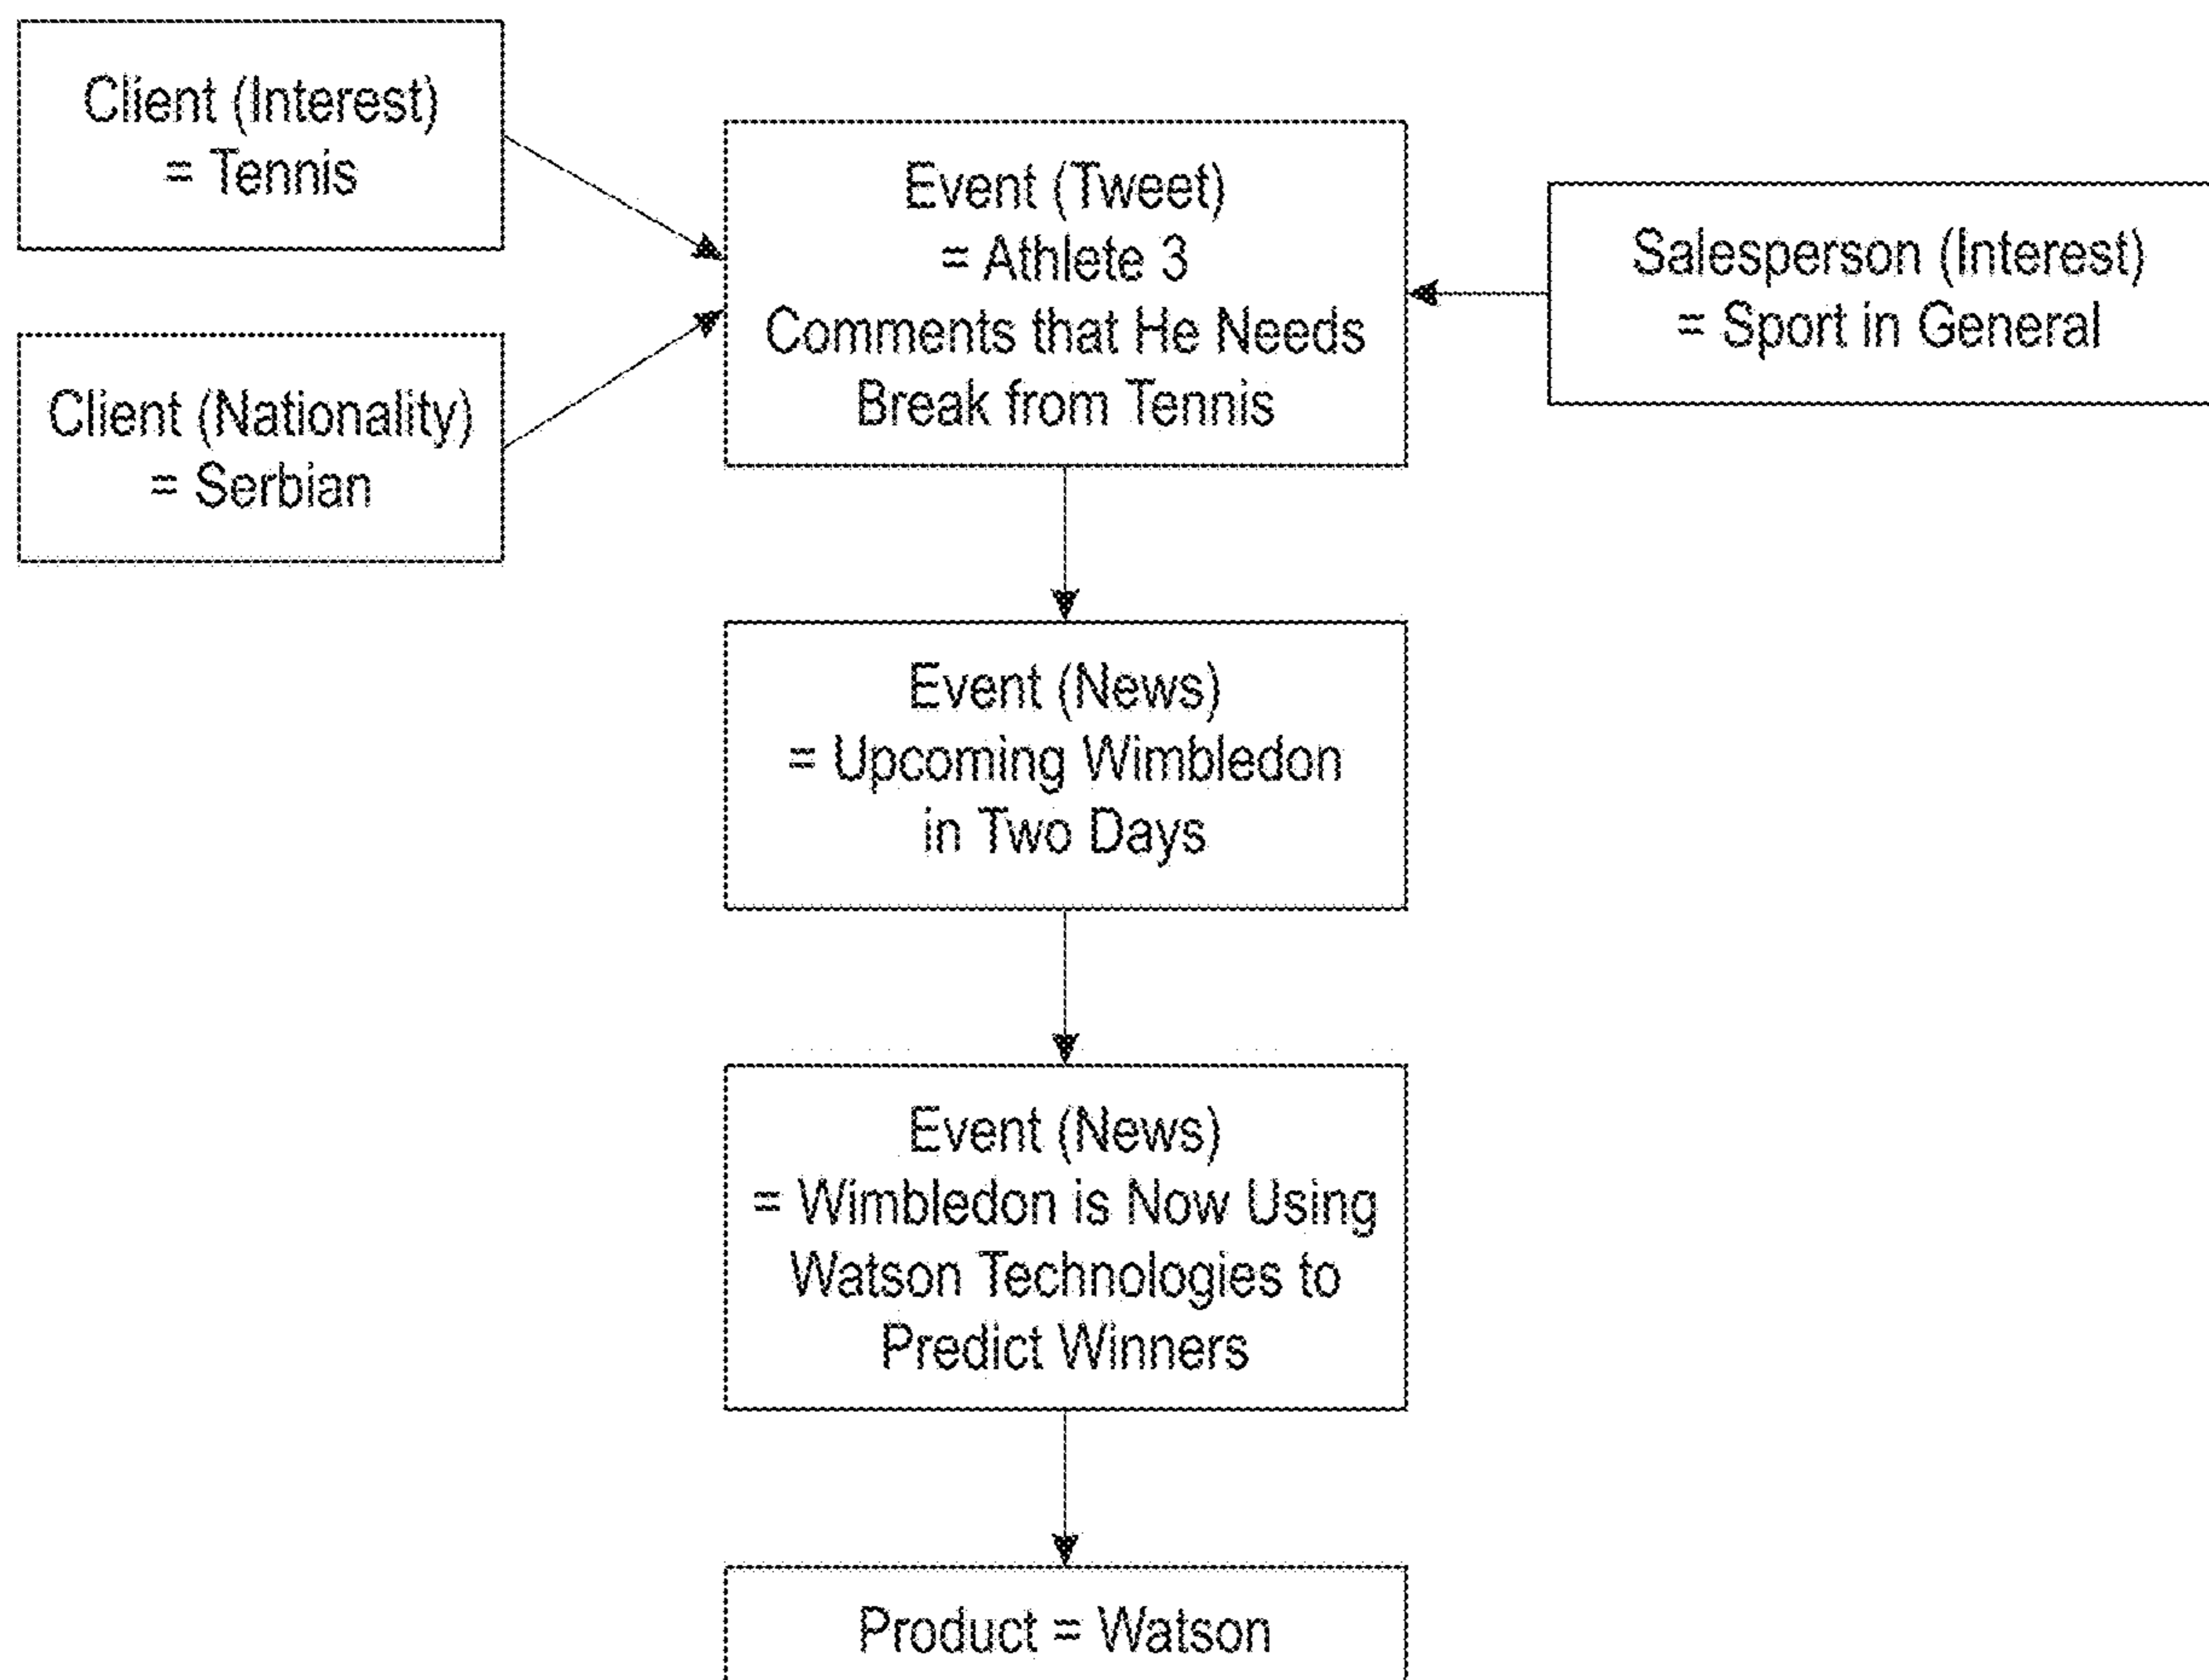 Client (Interest)
= Tennis
Client (Nationality)
= Serbian
Event (Tweet)
= Athlete 3
Comments that He Needs
Break from Tennis
Salesperson (Interest)
= Sport in General
Event (News)
= Upcoming Wimbledon
in Two Days
Event (News)
= Wimbledon is Now Using
Watson Technologies to
Predict Winners
Product = Watson